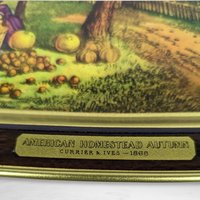 AMERICAN HOMESTEAD AUTUMN
CURRIER & IVES — 1868